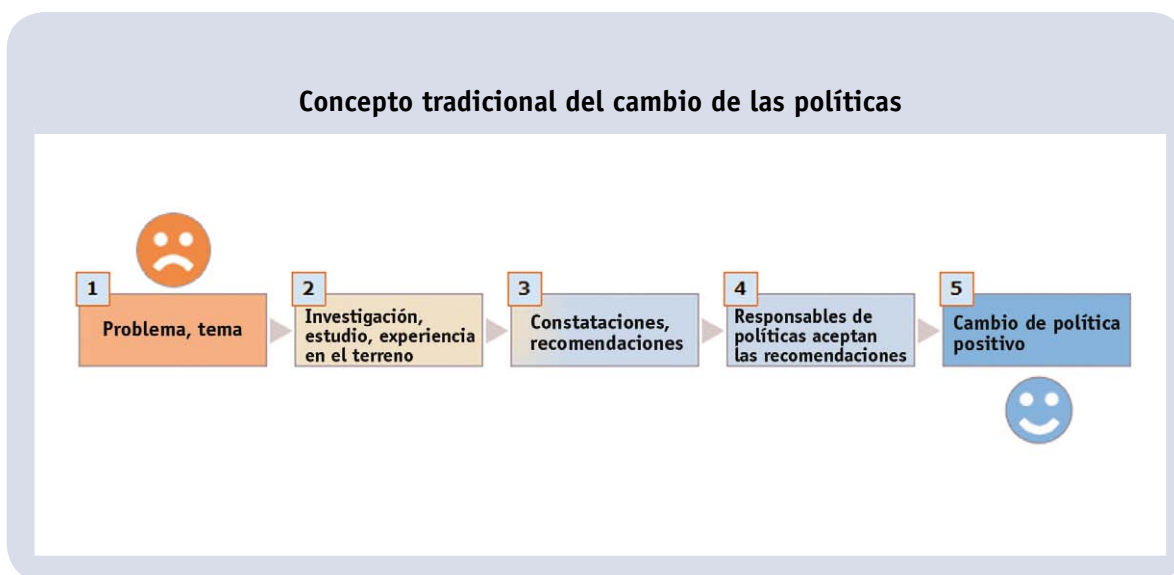 Concepto tradicional del cambio de las políticas
1
Problema, tema
2
Investigación,
estudio, experiencia
en el terreno
3
Constataciones,
recomendaciones
4
Responsables de
políticas aceptan
las recomendaciones
5
Cambio de política
positivo